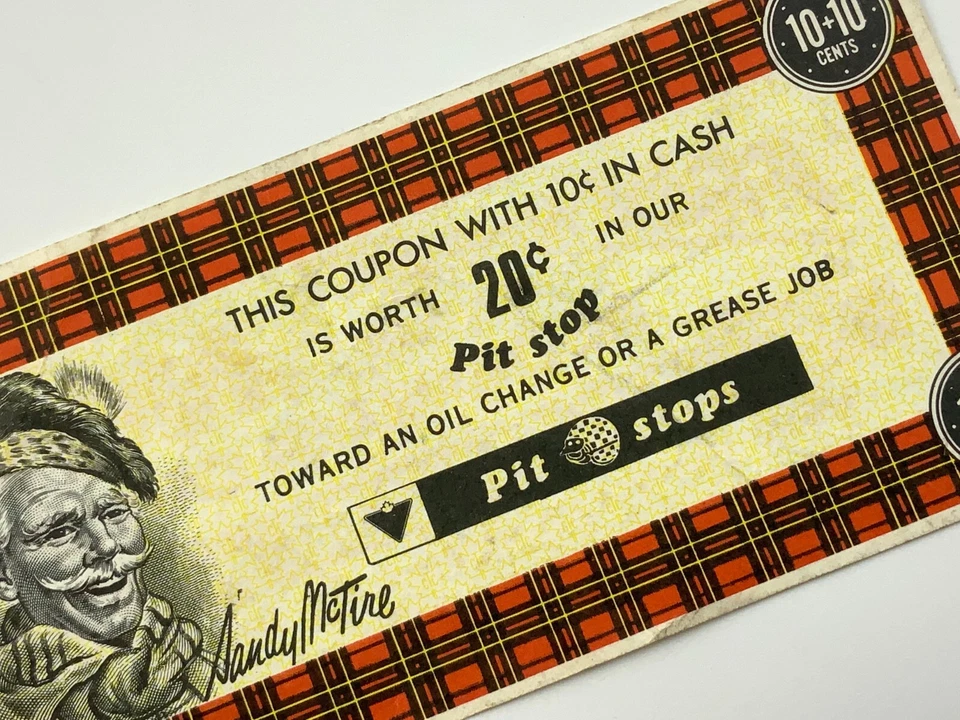 10+10
CENTS
THIS COUPON WITH 10¢ IN CASH
IS WORTH 20¢ IN OUR
Pit stop
TOWARD AN OIL CHANGE OR A GREASE JOB
Pit stops
Sandy McTire